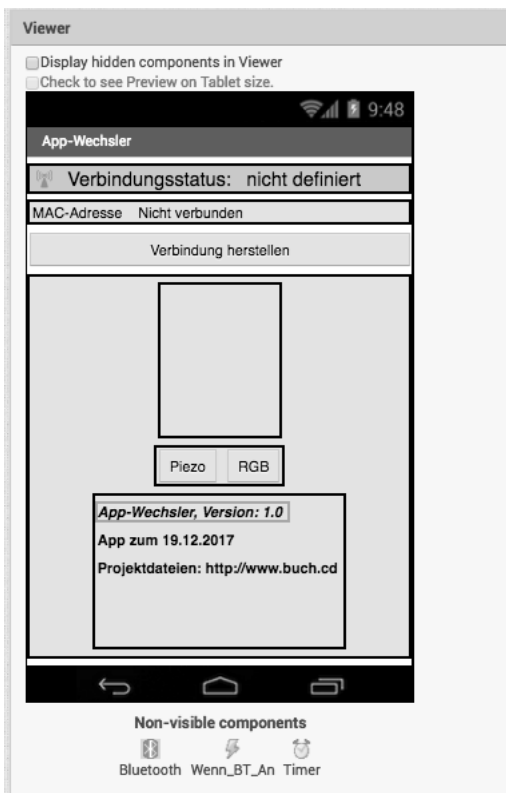 Viewer
Display hidden components in Viewer
Check to see Preview on Tablet size.
9:48
App-Wechsler
Verbindungsstatus: nicht definiert
MAC-Adresse Nicht verbunden
Verbindung herstellen
Piezo RGB
App-Wechsler, Version: 1.0
App zum 19.12.2017
Projektdateien: http://www.buch.cd
Non-visible components
Bluetooth Wenn_BT_An Timer